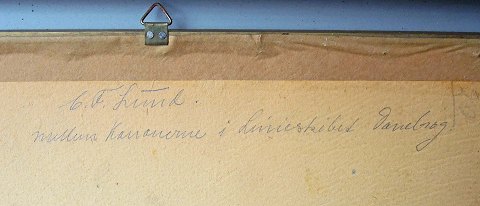 C. F. Lund.
mellem Kanonerne i Linieskibet Danebrog.